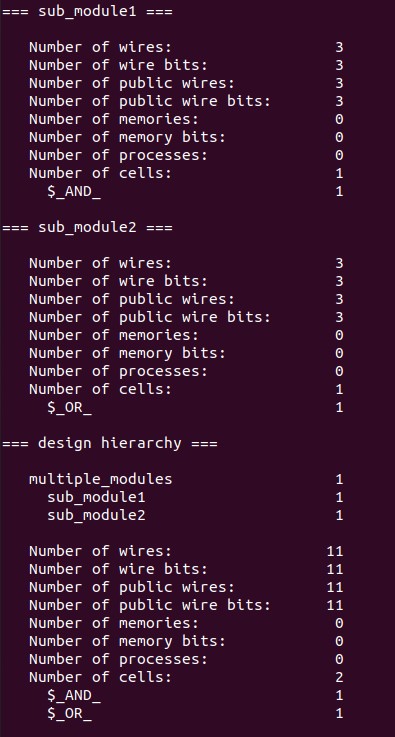 === sub_module1 ===
Number of wires: 3
Number of wire bits: 3
Number of public wires: 3
Number of public wire bits: 3
Number of memories: 0
Number of memory bits: 0
Number of processes: 0
Number of cells: 1
$_AND_ 1
=== sub_module2 ===
Number of wires: 3
Number of wire bits: 3
Number of public wires: 3
Number of public wire bits: 3
Number of memories: 0
Number of memory bits: 0
Number of processes: 0
Number of cells: 1
$_OR_ 1
=== design hierarchy ===
multiple_modules 1
sub_module1 1
sub_module2 1
Number of wires: 11
Number of wire bits: 11
Number of public wires: 11
Number of public wire bits: 11
Number of memories: 0
Number of memory bits: 0
Number of processes: 0
Number of cells: 2
$_AND_ 1
$_OR_ 1